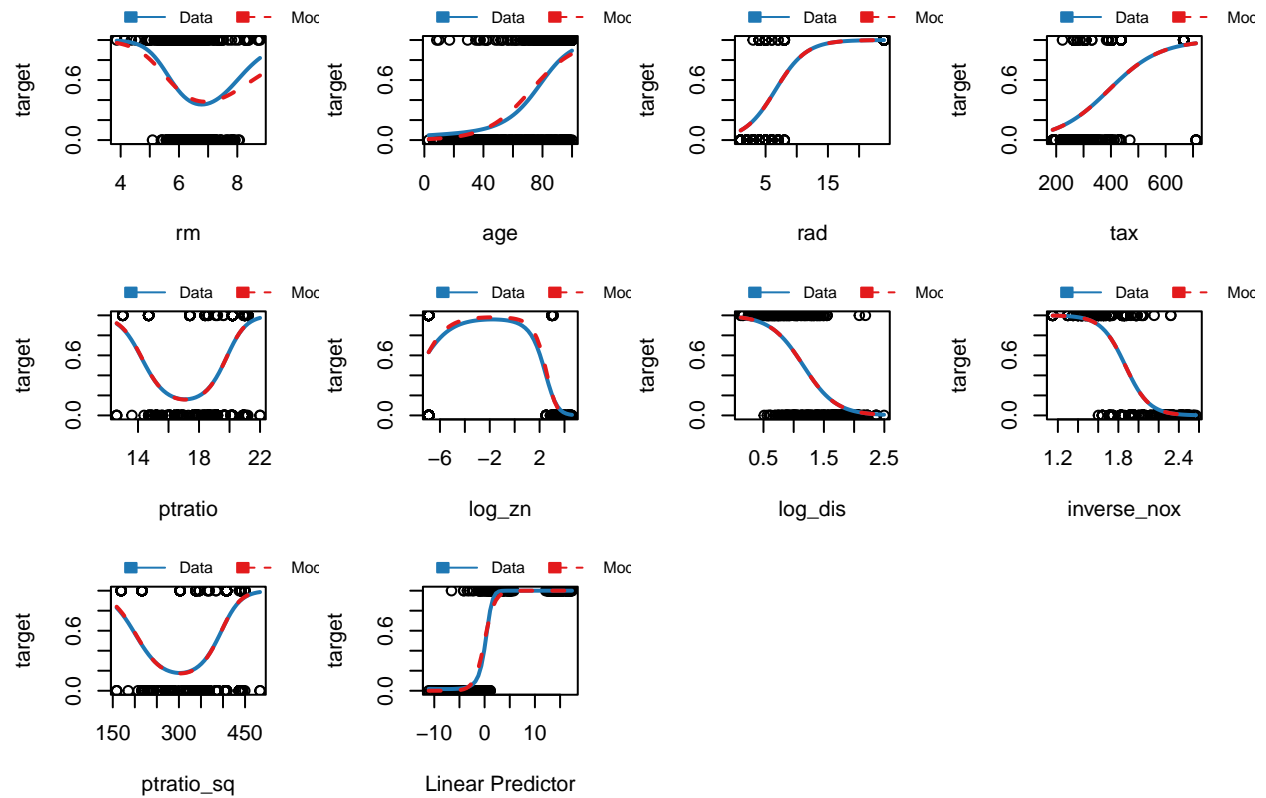 Data Moc
target
0.0 0.6
4 6 8
rm
Data Moc
target
0.0 0.6
0 40 80
age
Data Moc
target
0.0 0.6
5 15
rad
Data Moc
target
0.0 0.6
200 400 600
tax
Data Moc
target
0.0 0.6
14 18 22
ptratio
Data Moc
target
0.0 0.6
−6 −2 2
log_zn
Data Moc
target
0.0 0.6
0.5 1.5 2.5
log_dis
Data Moc
target
0.0 0.6
1.2 1.8 2.4
inverse_nox
Data Moc
target
0.0 0.6
150 300 450
ptratio_sq
Data Moc
target
0.0 0.6
−10 0 10
Linear Predictor